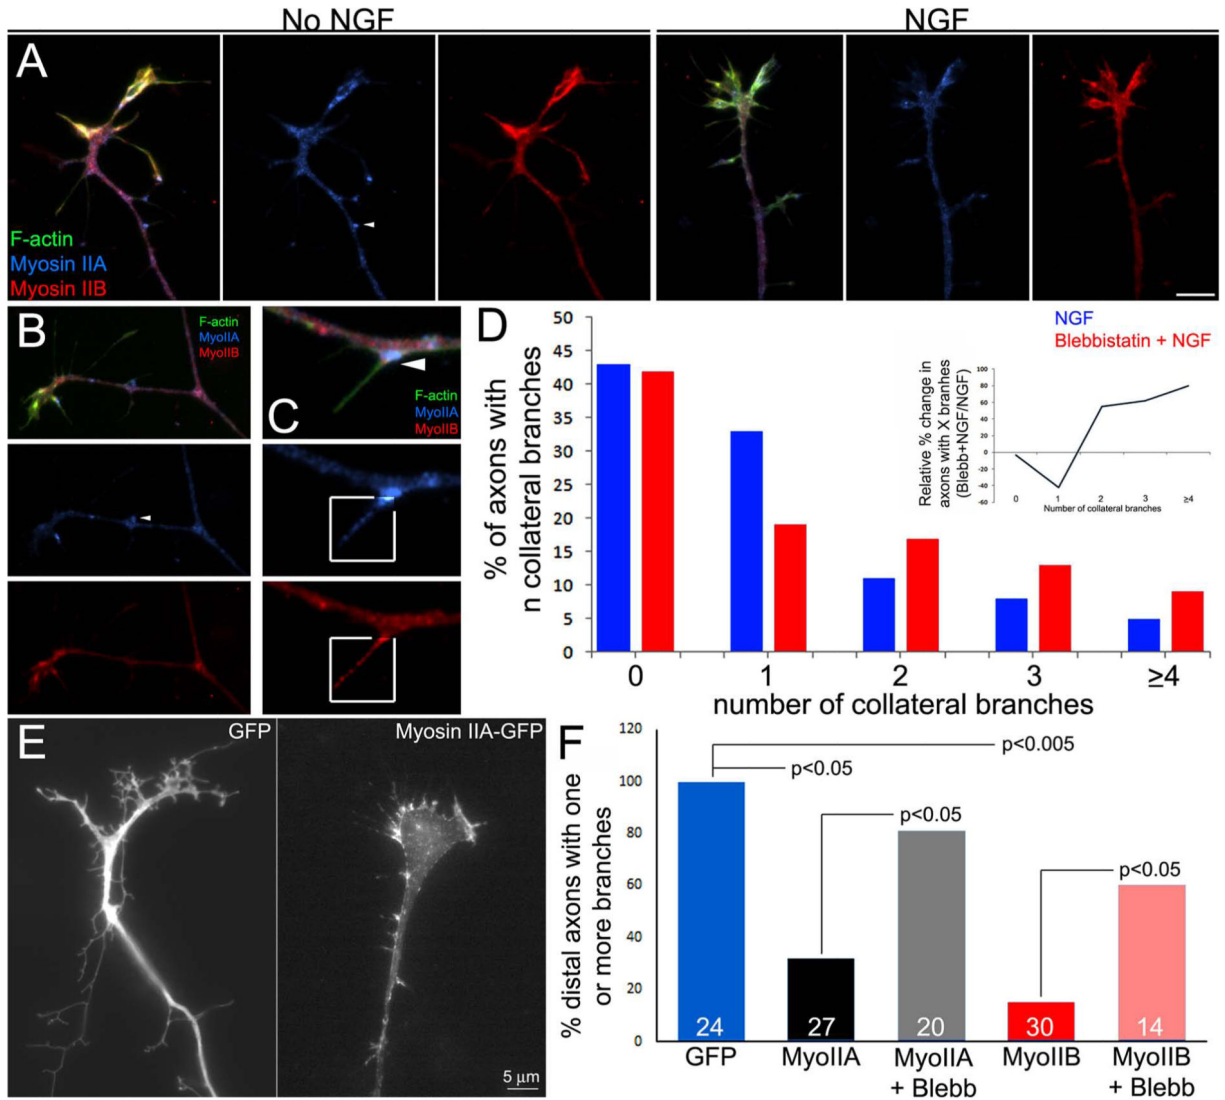 No NGF
NGF
A
F-actin
Myosin IIA
Myosin IIB
B
F-actin
MyoIIA
MyoIIB
C
F-actin
MyoIIA
MyoIIB
D
NGF
Blebbistatin + NGF
% of axons with
n collateral branches
50
45
40
35
30
25
20
15
10
5
0
0 1 2 3 ≥4
number of collateral branches
Relative % change in
axons with X branhes
(Blebb+NGF/NGF)
100
80
60
40
20
0
-20
-40
-60
0 1 2 3 ≥4
Number of collateral branches
E
GFP
Myosin IIA-GFP
5 μm
F
% distal axons with one
or more branches
120
100
80
60
40
20
0
p<0.005
p<0.05
p<0.05
p<0.05
24 27 20 30 14
GFP MyoIIA MyoIIA MyoIIB MyoIIB
+ Blebb + Blebb